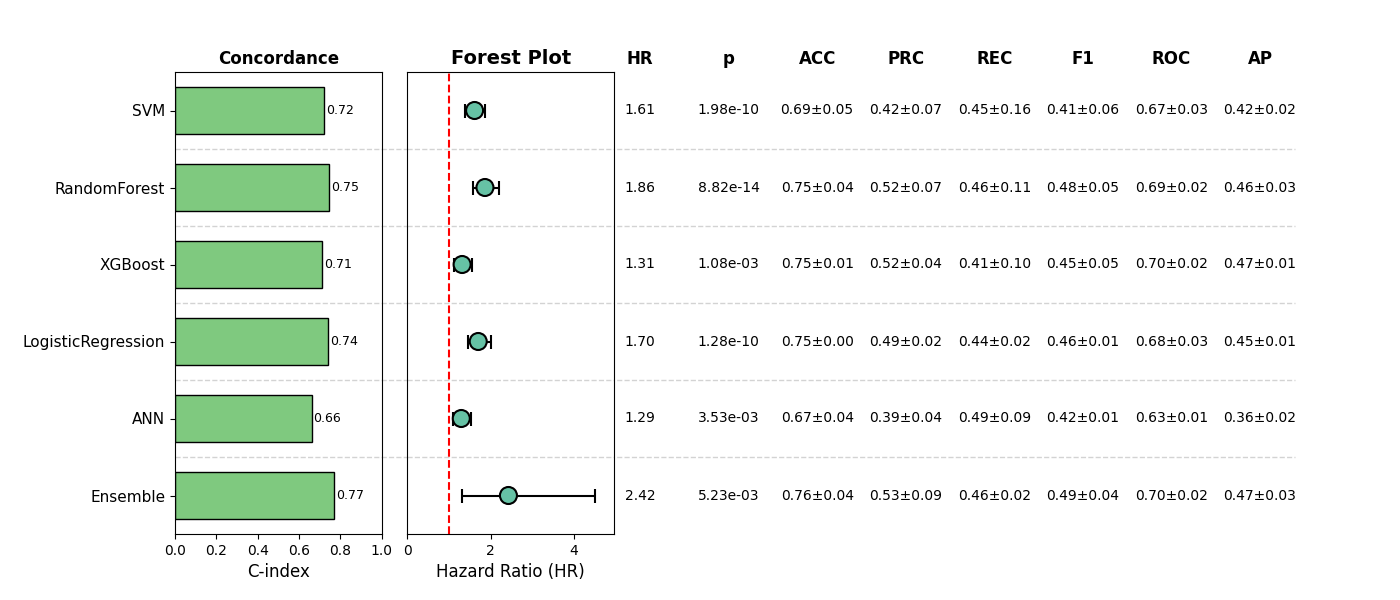 Concordance Forest Plot HR p ACC PRC REC F1 ROC AP
SVM 0.72 1.61 1.98e-10 0.69±0.05 0.42±0.07 0.45±0.16 0.41±0.06 0.67±0.03 0.42±0.02
RandomForest 0.75 1.86 8.82e-14 0.75±0.04 0.52±0.07 0.46±0.11 0.48±0.05 0.69±0.02 0.46±0.03
XGBoost 0.71 1.31 1.08e-03 0.75±0.01 0.52±0.04 0.41±0.10 0.45±0.05 0.70±0.02 0.47±0.01
LogisticRegression 0.74 1.70 1.28e-10 0.75±0.00 0.49±0.02 0.44±0.02 0.46±0.01 0.68±0.03 0.45±0.01
ANN 0.66 1.29 3.53e-03 0.67±0.04 0.39±0.04 0.49±0.09 0.42±0.01 0.63±0.01 0.36±0.02
Ensemble 0.77 2.42 5.23e-03 0.76±0.04 0.53±0.09 0.46±0.02 0.49±0.04 0.70±0.02 0.47±0.03
0.0 0.2 0.4 0.6 0.8 1.0 0 2 4
C-index Hazard Ratio (HR)